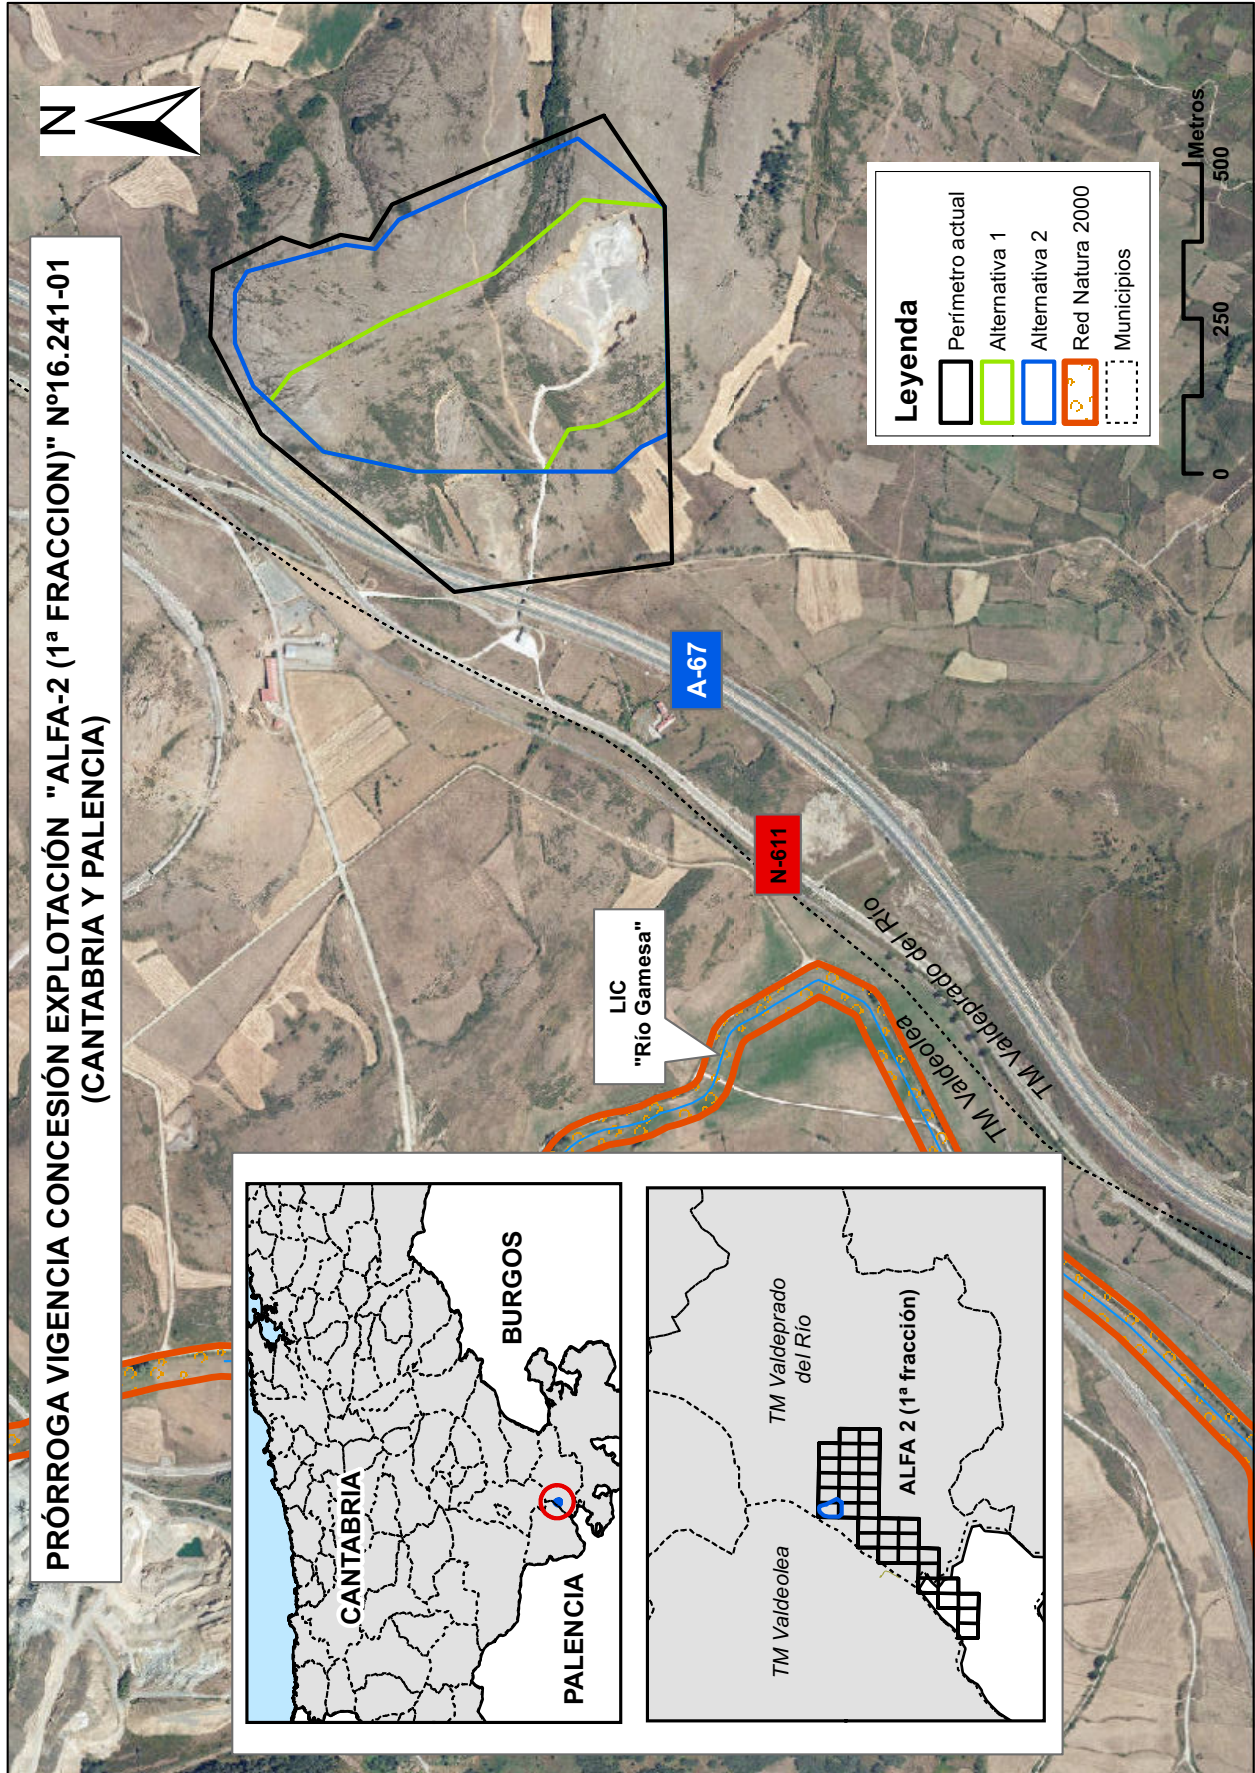 PRÓRROGA VIGENCIA CONCESIÓN EXPLOTACIÓN "ALFA-2 (1ª FRACCION)" Nº16.241-01
(CANTABRIA Y PALENCIA)
N
CANTABRIA
BURGOS
PALENCIA
TM Valdeolea
TM Valdeprado
del Río
ALFA 2 (1ª fracción)
LIC
"Río Gamesa"
N-611
A-67
TM Valdeolea
TM Valdeprado del Río
Leyenda
Perímetro actual
Alternativa 1
Alternativa 2
Red Natura 2000
Municipios
0 250 500
Metros